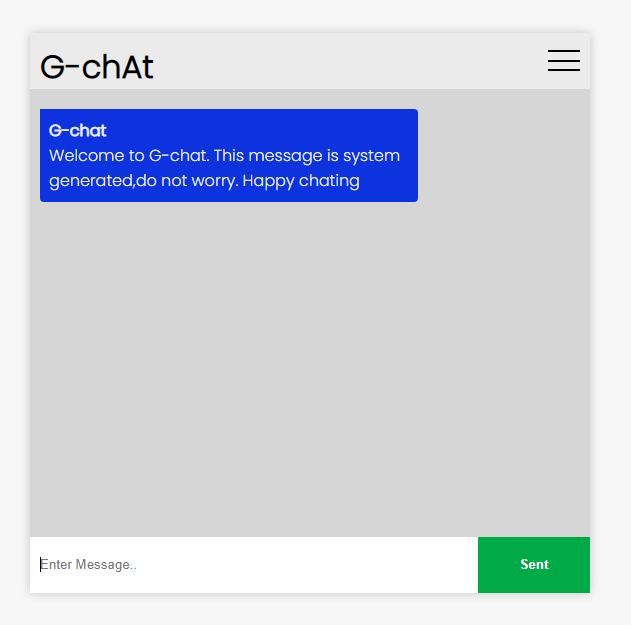 G-chAt
G-chat
Welcome to G-chat. This message is system
generated,do not worry. Happy chating
Enter Message..
Sent